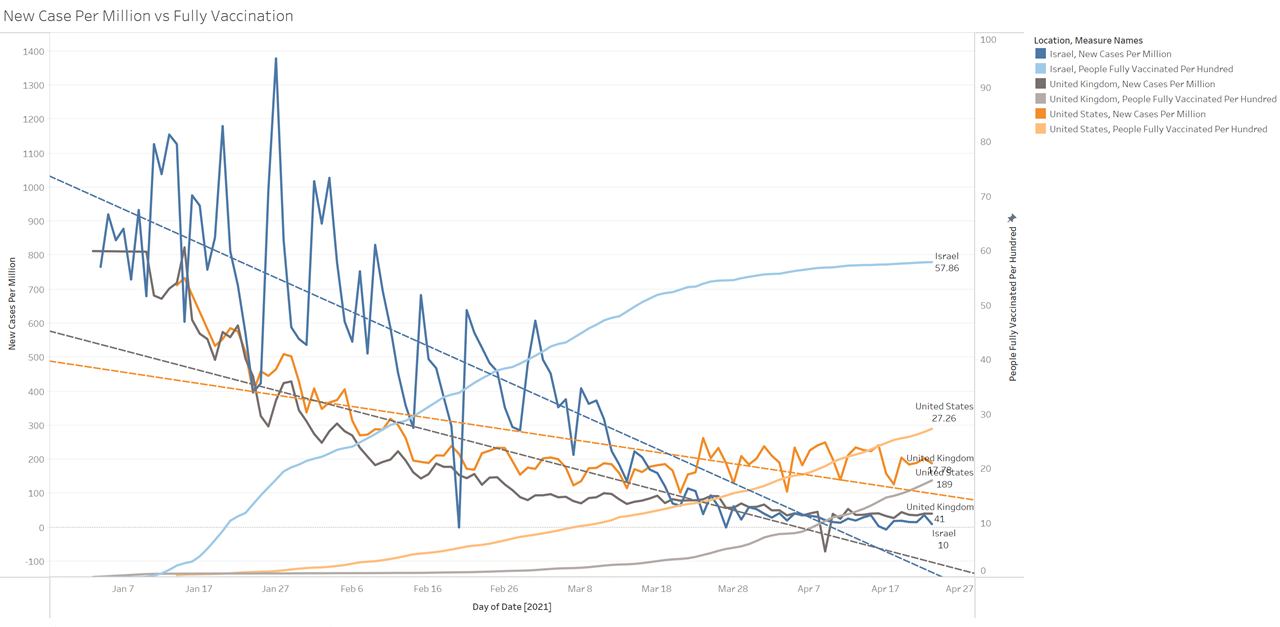 New Case Per Million vs Fully Vaccination
Location, Measure Names
Israel, New Cases Per Million
Israel, People Fully Vaccinated Per Hundred
United Kingdom, New Cases Per Million
United Kingdom, People Fully Vaccinated Per Hundred
United States, New Cases Per Million
United States, People Fully Vaccinated Per Hundred
New Cases Per Million
1400
1300
1200
1100
1000
900
800
700
600
500
400
300
200
100
0
-100
Israel
57.86
United States
27.26
United Kingdom
17.78
United States
189
United Kingdom
41
Israel
10
100
90
80
70
60
50
40
30
20
10
0
People Fully Vaccinated Per Hundred
Jan 7
Jan 17
Jan 27
Feb 6
Feb 16
Feb 26
Mar 8
Mar 18
Mar 28
Apr 7
Apr 17
Apr 27
Day of Date [2021]